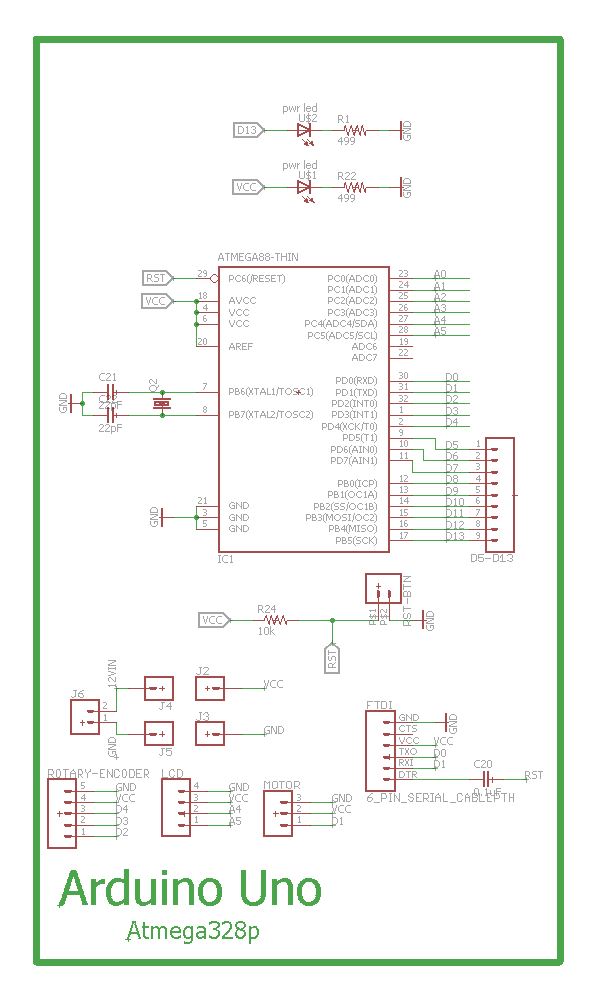 pwr led
U$2
R1
D13
499
GND
pwr led
U$1
R22
VCC
499
GND
ATMEGA88-THIN
RST
29
PC6(/RESET)
PC0(ADC0)
23
A0
PC1(ADC1)
24
A1
VCC
18
AVCC
PC2(ADC2)
25
A2
4
VCC
PC3(ADC3)
26
A3
6
VCC
PC4(ADC4/SDA)
27
A4
PC5(ADC5/SCL)
28
A5
20
AREF
ADC6
19
ADC7
22
C21
22pF
Q2
GND
7
PB6(XTAL1/TOSC1)
8
PB7(XTAL2/TOSC2)
22pF
PD0(RXD)
30
D0
PD1(TXD)
31
D1
PD2(INT0)
32
D2
PD3(INT1)
1
D3
PD4(XCK/T0)
2
D4
PD5(T1)
9
D5
1
PD6(AIN0)
10
D6
2
PD7(AIN1)
11
D7
3
PB0(ICP)
12
D8
4
PB1(OC1A)
13
D9
5
PB2(SS/OC1B)
14
D10
6
PB3(MOSI/OC2)
15
D11
7
PB4(MISO)
16
D12
8
PB5(SCK)
17
D13
9
GND
21
GND
3
GND
5
GND
IC1
D5-D13
VCC
R24
10k
RST
P$1
P$2
RST-BTN
GND
J6
2
1
12VIN
GND
J4
J2
VCC
J5
J3
GND
FTDI
GND
GND
CTS
VCC
VCC
TXO
D0
RXI
D1
DTR
C20
0.1uF
RST
6_PIN_SERIAL_CABLEPTH
ROTARY-ENCODER
5
GND
4
VCC
3
D4
2
D3
1
D2
LCD
4
GND
3
VCC
2
A4
1
A5
MOTOR
3
GND
2
VCC
1
D1
Arduino Uno
Atmega328p